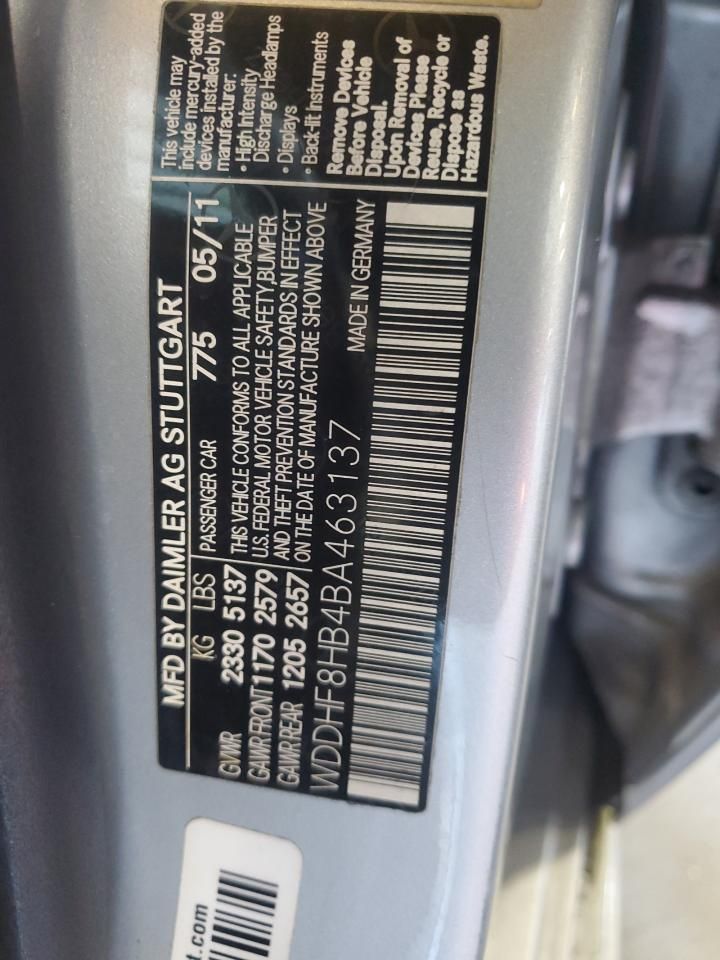 MFD BY DAIMLER AG STUTTGART
KG LBS PASSENGER CAR 775 05/11
GVWR 2330 5137
GAWR FRONT 1170 2579
GAWR REAR 1205 2657
THIS VEHICLE CONFORMS TO ALL APPLICABLE
U.S. FEDERAL MOTOR VEHICLE SAFETY, BUMPER
AND THEFT PREVENTION STANDARDS IN EFFECT
ON THE DATE OF MANUFACTURE SHOWN ABOVE
WDDHF8HB4BA463137
MADE IN GERMANY
This vehicle may
include mercury-added
devices installed by the
manufacturer:
• High Intensity
Discharge Headlamps
• Displays
• Back-lit Instruments
Remove Devices
Before Vehicle
Disposal.
Upon Removal of
Devices Please
Reuse, Recycle or
Dispose as
Hazardous Waste.
t.com